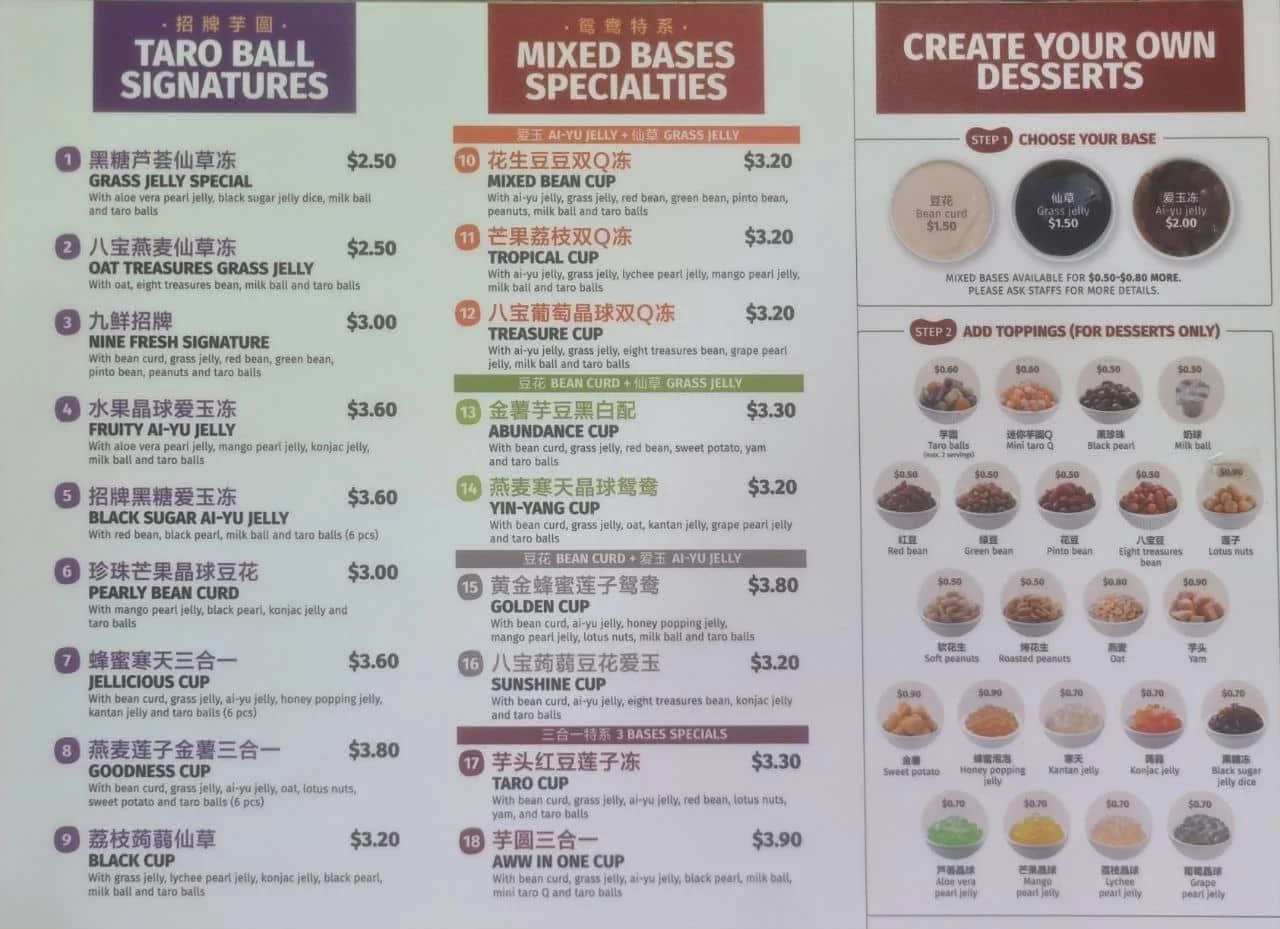 ·招牌芋圆·
TARO BALL
SIGNATURES
1 黑糖芦荟仙草冻 $2.50
GRASS JELLY SPECIAL
With aloe vera pearl jelly, black sugar jelly dice, milk ball
and taro balls
2 八宝燕麦仙草冻 $2.50
OAT TREASURES GRASS JELLY
With oat, eight treasures bean, milk ball and taro balls
3 九鲜招牌 $3.00
NINE FRESH SIGNATURE
With bean curd, grass jelly, red bean, green bean,
pinto bean, peanuts and taro balls
4 水果晶球爱玉冻 $3.60
FRUITY AI-YU JELLY
With aloe vera pearl jelly, mango pearl jelly, konjac jelly,
milk ball and taro balls
5 招牌黑糖爱玉冻 $3.60
BLACK SUGAR AI-YU JELLY
With red bean, black pearl, milk ball and taro balls (6 pcs)
6 珍珠芒果晶球豆花 $3.00
PEARLY BEAN CURD
With mango pearl jelly, black pearl, konjac jelly and
taro balls
7 蜂蜜寒天三合一 $3.60
JELLICIOUS CUP
With bean curd, grass jelly, ai-yu jelly, honey popping jelly,
kantan jelly and taro balls (6 pcs)
8 燕麦莲子金薯三合一 $3.80
GOODNESS CUP
With bean curd, grass jelly, ai-yu jelly, oat, lotus nuts,
sweet potato and taro balls (6 pcs)
9 荔枝蒟蒻仙草 $3.20
BLACK CUP
With grass jelly, lychee pearl jelly, konjac jelly, black pearl,
milk ball and taro balls
·鸳鸯特系·
MIXED BASES
SPECIALTIES
爱玉 AI-YU JELLY + 仙草 GRASS JELLY
10 花生豆豆双Q冻 $3.20
MIXED BEAN CUP
With ai-yu jelly, grass jelly, red bean, green bean, pinto bean,
peanuts, milk ball and taro balls
11 芒果荔枝双Q冻 $3.20
TROPICAL CUP
With ai-yu jelly, grass jelly, lychee pearl jelly, mango pearl jelly,
milk ball and taro balls
12 八宝葡萄晶球双Q冻 $3.20
TREASURE CUP
With ai-yu jelly, grass jelly, eight treasures bean, grape pearl
jelly, milk ball and taro balls
豆花 BEAN CURD + 仙草 GRASS JELLY
13 金薯芋豆黑白配 $3.30
ABUNDANCE CUP
With bean curd, grass jelly, red bean, sweet potato, yam
and taro balls
14 燕麦寒天晶球鸳鸯 $3.20
YIN-YANG CUP
With bean curd, grass jelly, oat, kantan jelly, grape pearl jelly
and taro balls
豆花 BEAN CURD + 爱玉 AI-YU JELLY
15 黄金蜂蜜莲子鸳鸯 $3.80
GOLDEN CUP
With bean curd, ai-yu jelly, honey popping jelly,
mango pearl jelly, lotus nuts, milk ball and taro balls
16 八宝蒟蒻豆花爱玉 $3.20
SUNSHINE CUP
With bean curd, ai-yu jelly, eight treasures bean, konjac jelly
and taro balls
三合一特系 3 BASES SPECIALS
17 芋头红豆莲子冻 $3.30
TARO CUP
With bean curd, grass jelly, ai-yu jelly, red bean, lotus nuts,
yam, and taro balls
18 芋圆三合一 $3.90
AWW IN ONE CUP
With bean curd, grass jelly, ai-yu jelly, black pearl, milk ball,
mini taro Q and taro balls
CREATE YOUR OWN
DESSERTS
STEP 1 CHOOSE YOUR BASE
豆花 仙草 爱玉冻
Bean curd Grass jelly Ai-yu jelly
$1.50 $1.50 $2.00
MIXED BASES AVAILABLE FOR $0.50-$0.80 MORE.
PLEASE ASK STAFFS FOR MORE DETAILS.
STEP 2 ADD TOPPINGS (FOR DESSERTS ONLY)
$0.60 $0.60 $0.50 $0.50
芋圆 迷你芋圆Q 黑珍珠 奶球
Taro balls Mini taro Q Black pearl Milk ball
(max. 2 servings)
$0.50 $0.50 $0.50 $0.50 $0.90
红豆 绿豆 花豆 八宝豆 莲子
Red bean Green bean Pinto bean Eight treasures Lotus nuts
bean
$0.50 $0.50 $0.80 $0.90
软花生 烤花生 燕麦 芋头
Soft peanuts Roasted peanuts Oat Yam
$0.90 $0.90 $0.70 $0.70 $0.70
金薯 蜂蜜泡泡 寒天 蒟蒻 黑糖冻
Sweet potato Honey popping Kantan jelly Konjac jelly Black sugar
jelly jelly dice
$0.70 $0.70 $0.70 $0.70
芦荟晶球 芒果晶球 荔枝晶球 葡萄晶球
Aloe vera Mango Lychee Grape
pearl jelly pearl jelly pearl jelly pearl jelly